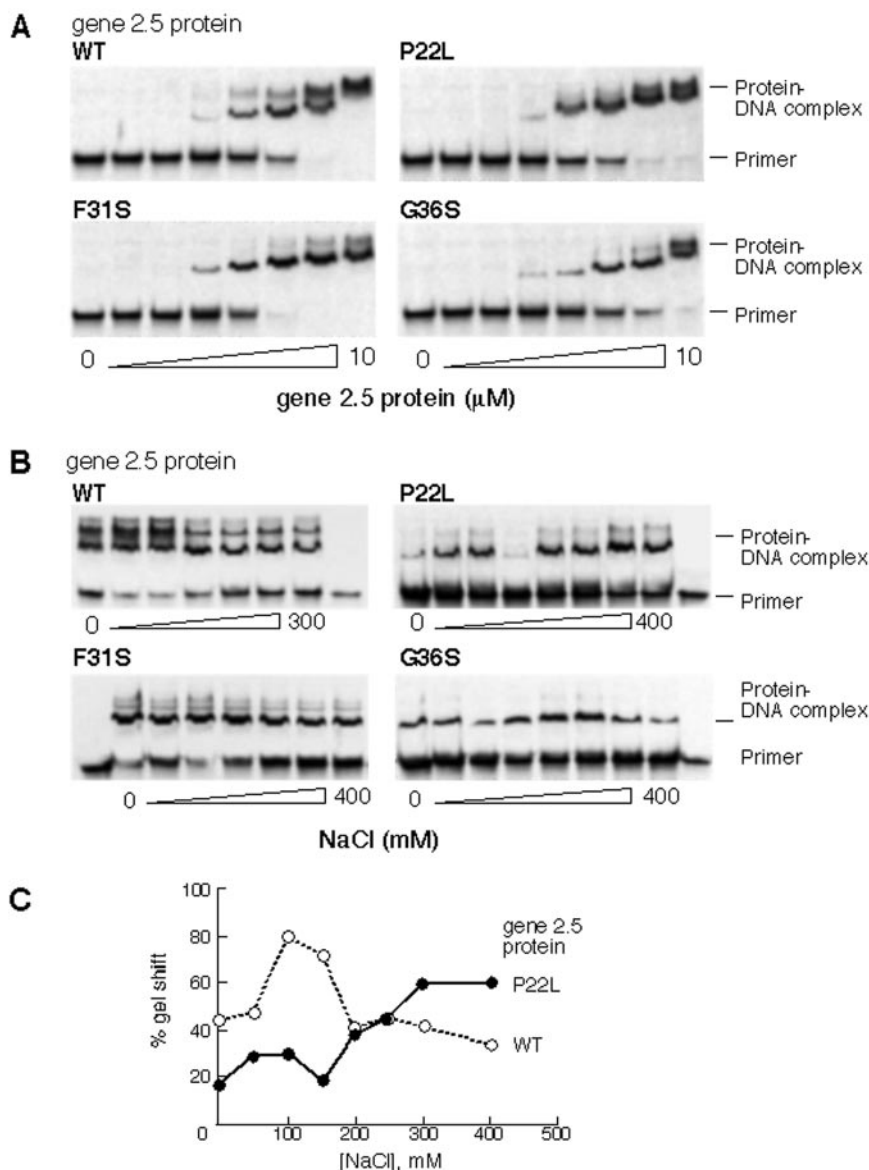 A
gene 2.5 protein
WT
P22L
Protein-
DNA complex
Primer
F31S
G36S
Protein-
DNA complex
Primer
0 10
0 10
gene 2.5 protein (μM)
B
gene 2.5 protein
WT
P22L
Protein-
DNA complex
Primer
0 300
0 400
F31S
G36S
Protein-
DNA complex
Primer
0 400
0 400
NaCl (mM)
C
100
80
60
40
20
0
% gel shift
gene 2.5
protein
P22L
WT
100 200 300 400 500
[NaCl], mM